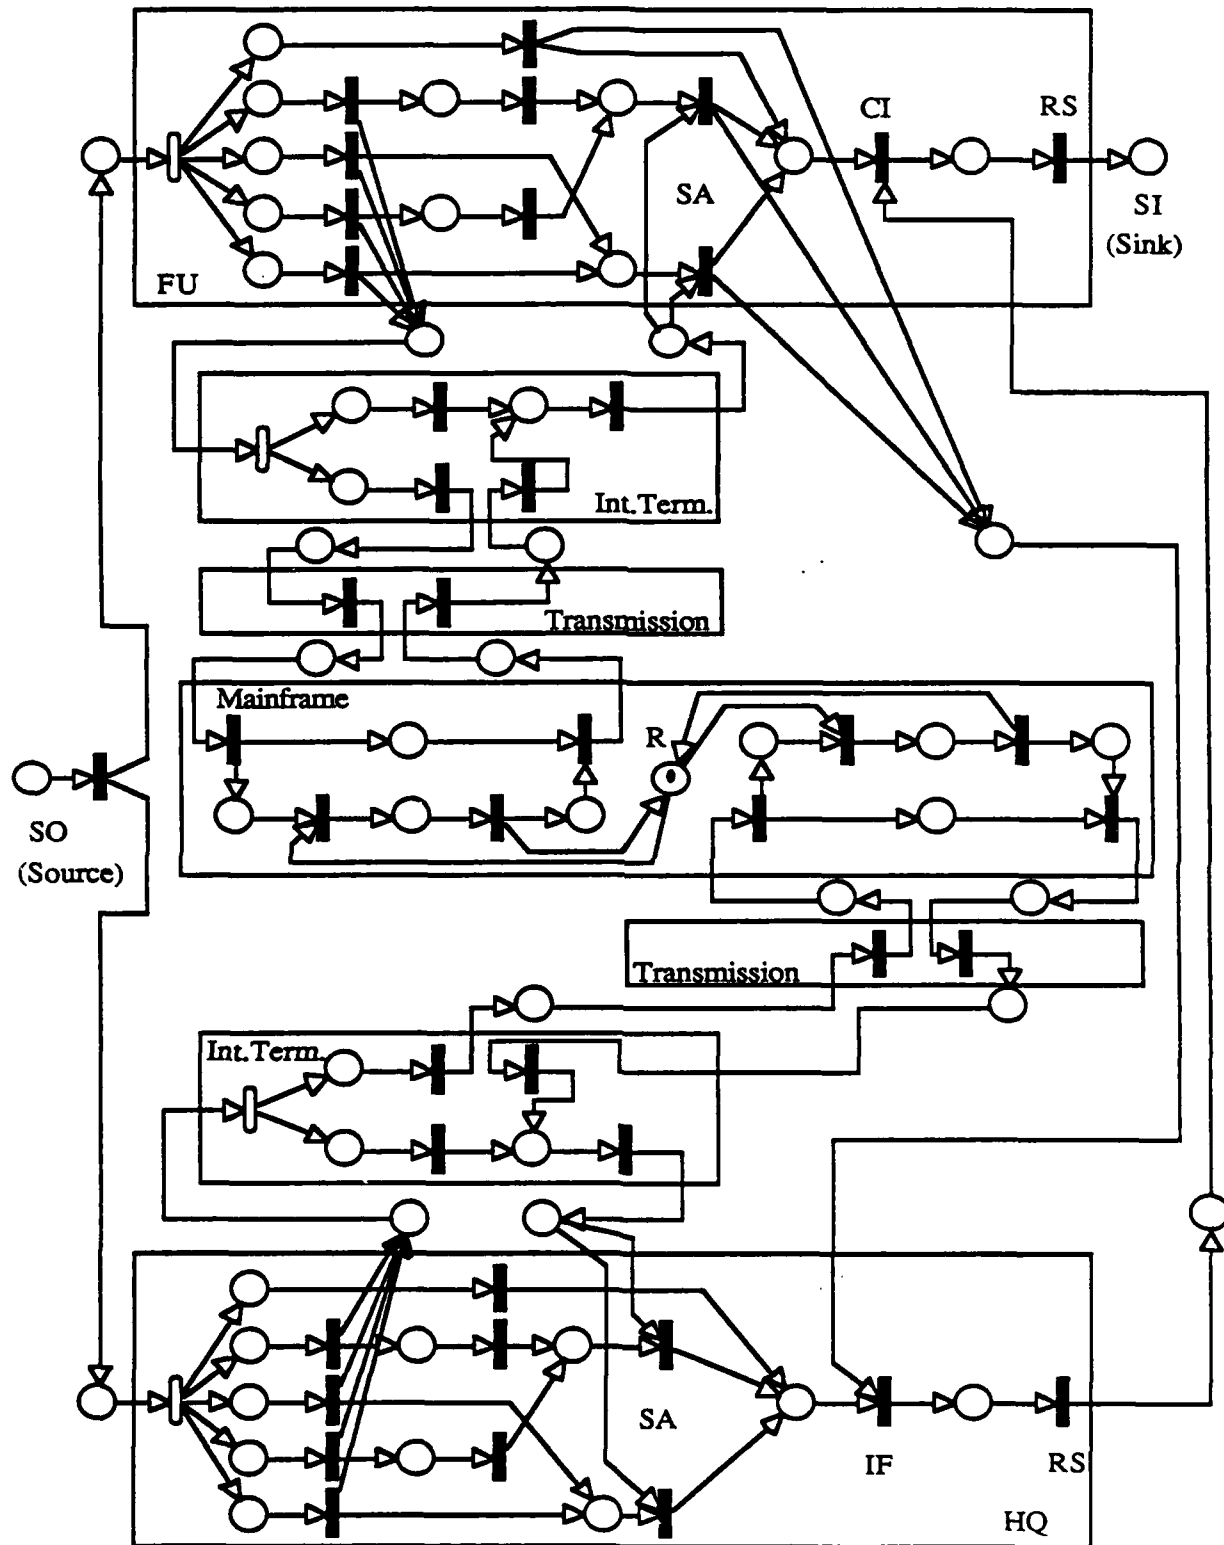 CI
RS
SA
SI
(Sink)
FU
Int.Term.
Transmission
Mainframe
R
SO
(Source)
Transmission
Int.Term.
SA
IF
RS
HQ